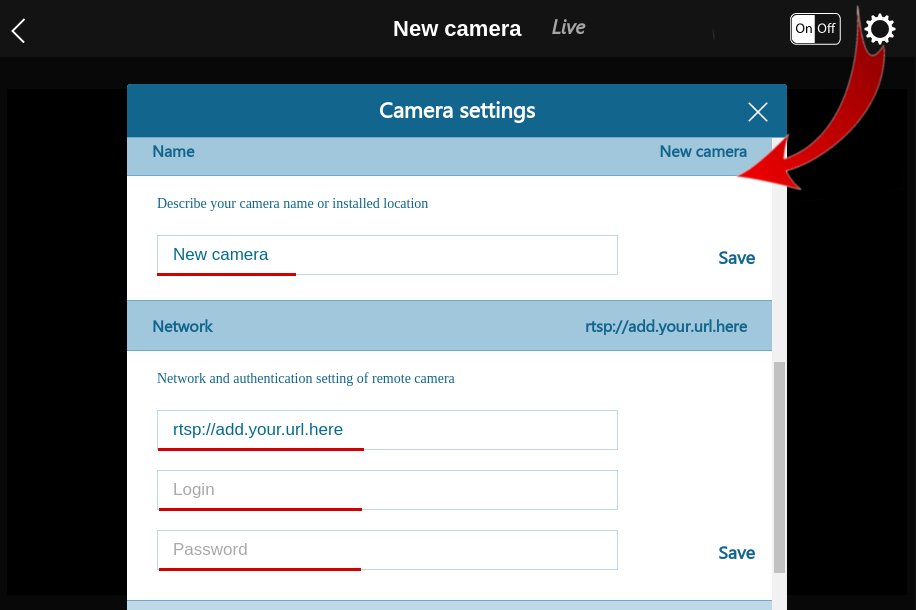 New camera Live On Off
Camera settings
Name New camera
Describe your camera name or installed location
New camera
Save
Network rtsp://add.your.url.here
Network and authentication setting of remote camera
rtsp://add.your.url.here
Login
Password
Save